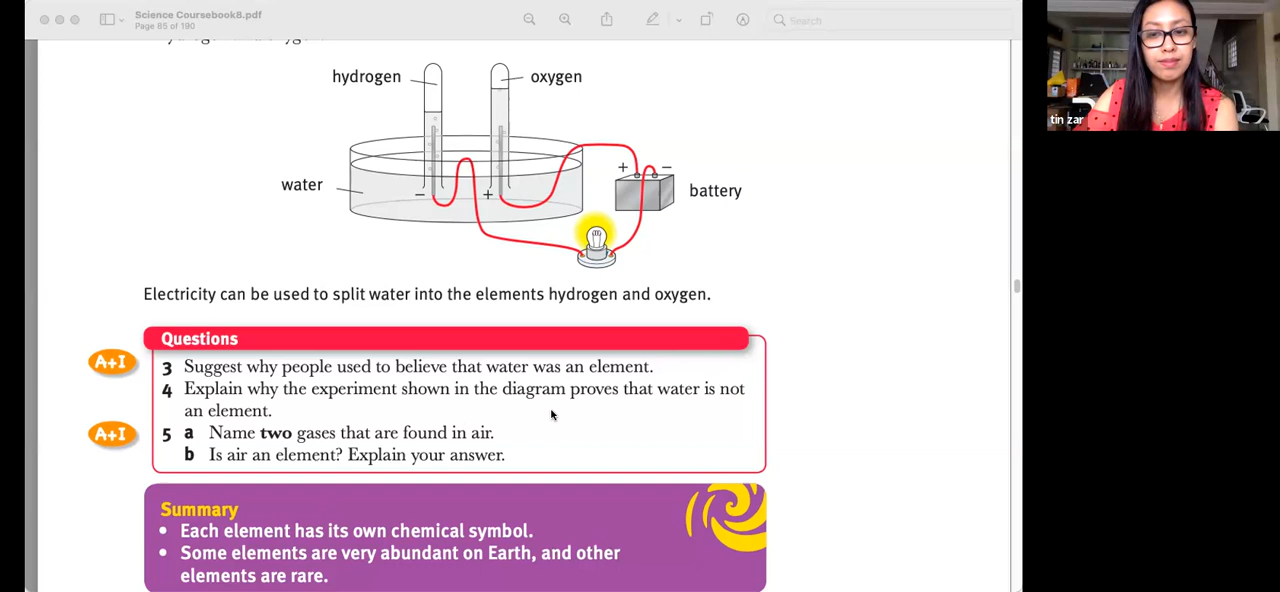 Science Coursebook8.pdf
Page 65 of 190
Search
tin zar
hydrogen
oxygen
water
battery
+
−
−
+
Electricity can be used to split water into the elements hydrogen and oxygen.
Questions
A+I
3 Suggest why people used to believe that water was an element.
4 Explain why the experiment shown in the diagram proves that water is not
an element.
A+I
5 a Name two gases that are found in air.
b Is air an element? Explain your answer.
Summary
• Each element has its own chemical symbol.
• Some elements are very abundant on Earth, and other
elements are rare.